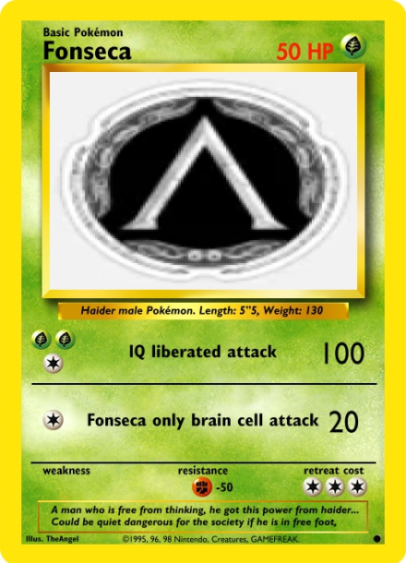 Basic Pokémon
Fonseca 50 HP
Haider male Pokémon. Length: 5"5, Weight: 130
IQ liberated attack 100
Fonseca only brain cell attack 20
weakness resistance retreat cost
-50
A man who is free from thinking, he got this power from haider...
Could be quiet dangerous for the society if he is in free foot,
Illus. TheAngel ©1995, 96, 98 Nintendo, Creatures, GAMEFREAK.